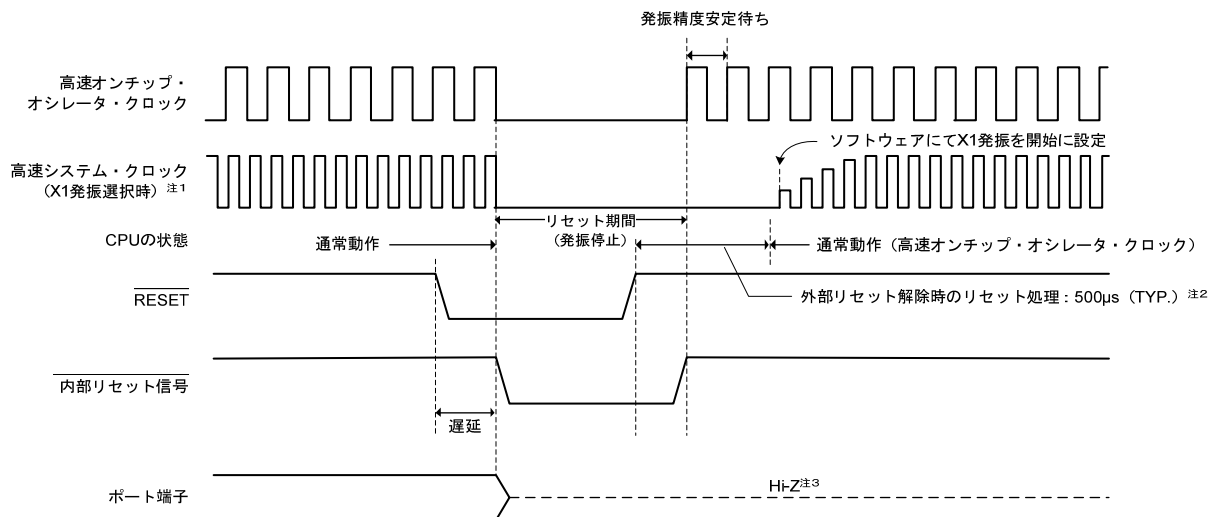 発振精度安定待ち
高速オンチップ・
オシレータ・クロック
ソフトウェアにてX1発振を開始に設定
高速システム・クロック
（X1発振選択時）注1
リセット期間
（発振停止）
CPUの状態
通常動作
通常動作（高速オンチップ・オシレータ・クロック）
RESET
外部リセット解除時のリセット処理：500μs（TYP.）注2
内部リセット信号
遅延
ポート端子
Hi-Z注3